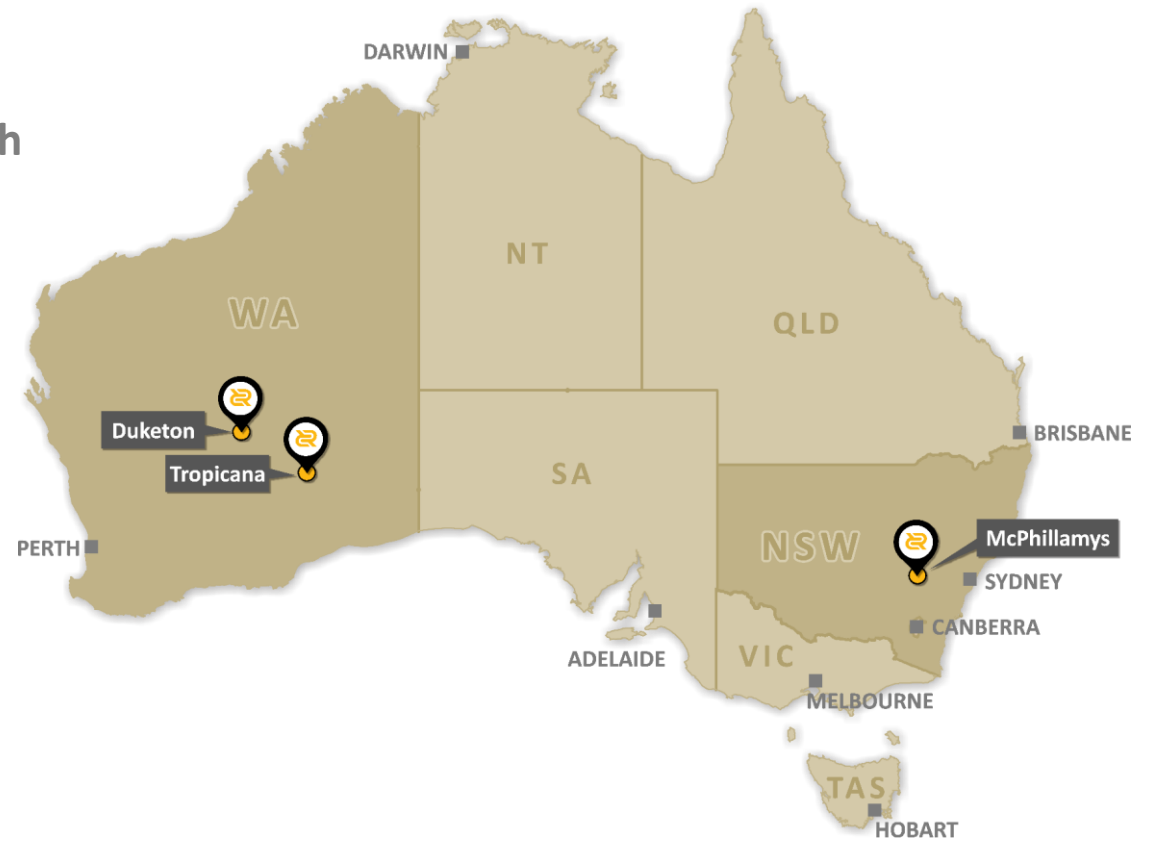 DARWIN
h
NT
WA
QLD
Duketon
BRISBANE
Tropicana
SA
McPhillamys
NSW
PERTH
SYDNEY
CANBERRA
ADELAIDE
VIC
MELBOURNE
TAS
HOBART